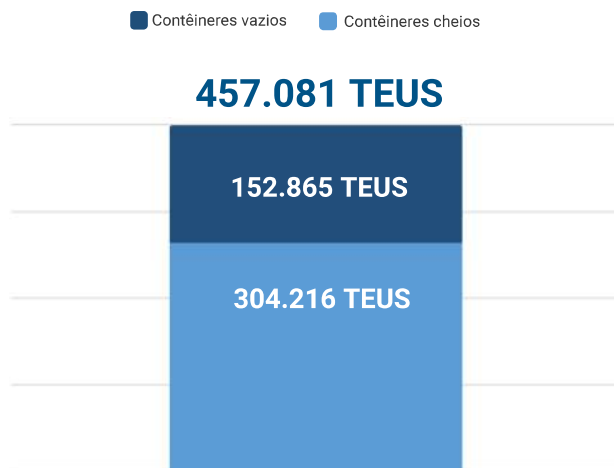 Contêineres vazios Contêineres cheios
457.081 TEUS
152.865 TEUS
304.216 TEUS